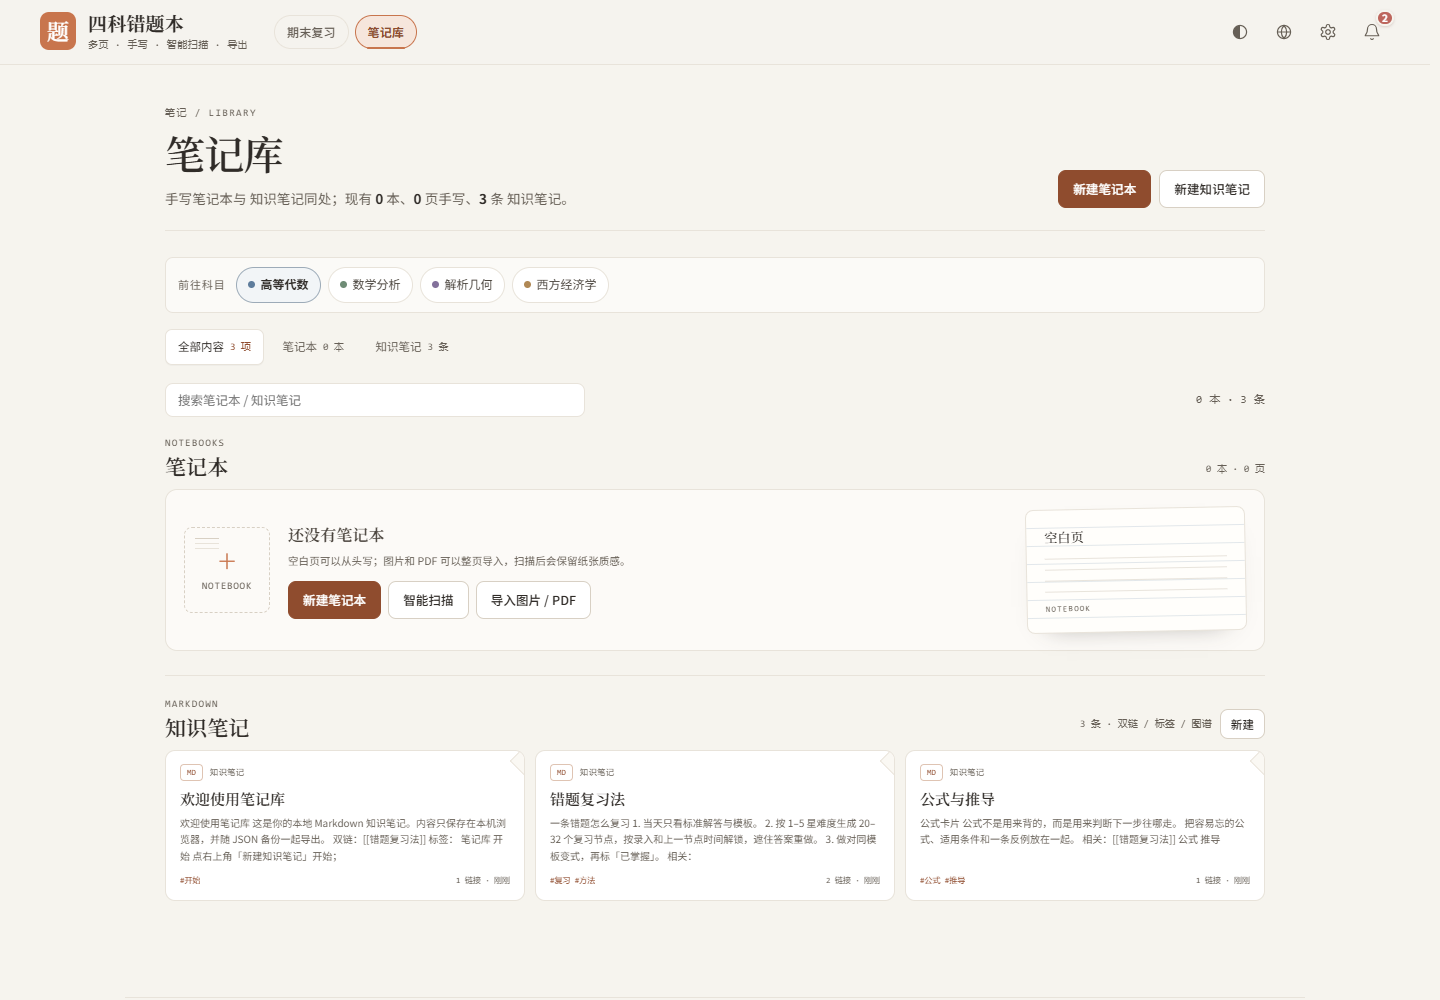 题
四科错题本
多页 · 手写 · 智能扫描 · 导出
期末复习
笔记库
2
笔记 / LIBRARY
笔记库
手写笔记本与 知识笔记同处；现有 0 本、0 页手写、3 条 知识笔记。
新建笔记本
新建知识笔记
前往科目
高等代数
数学分析
解析几何
西方经济学
全部内容 3 项
笔记本 0 本
知识笔记 3 条
搜索笔记本 / 知识笔记
0 本 · 3 条
NOTEBOOKS
笔记本
0 本 · 0 页
NOTEBOOK
还没有笔记本
空白页可以从头写；图片和 PDF 可以整页导入，扫描后会保留纸张质感。
新建笔记本
智能扫描
导入图片 / PDF
空白页
NOTEBOOK
MARKDOWN
知识笔记
3 条 · 双链 / 标签 / 图谱
新建
MD 知识笔记
欢迎使用笔记库
欢迎使用笔记库 这是你的本地 Markdown 知识笔记。内容只保存在本机浏
览器，并随 JSON 备份一起导出。 双链：[[错题复习法]] 标签： 笔记库 开
始 点右上角「新建知识笔记」开始；
#开始
1 链接 · 刚刚
MD 知识笔记
错题复习法
一条错题怎么复习 1. 当天只看标准解答与模板。 2. 按 1–5 星难度生成 20–
32 个复习节点，按录入和上一节点时间解锁，遮住答案重做。 3. 做对同模
板变式，再标「已掌握」。 相关：
#复习 #方法
2 链接 · 刚刚
MD 知识笔记
公式与推导
公式卡片 公式不是用来背的，而是用来判断下一步往哪走。 把容易忘的公
式、适用条件和一条反例放在一起。 相关：[[错题复习法]] 公式 推导
#公式 #推导
1 链接 · 刚刚